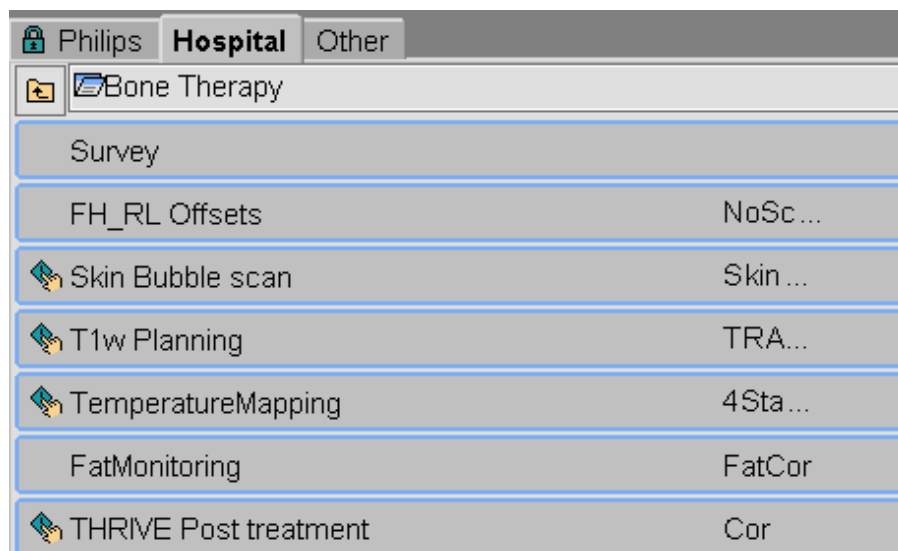 Philips Hospital Other
Bone Therapy
Survey
FH_RL Offsets NoSc...
Skin Bubble scan Skin ...
T1w Planning TRA...
TemperatureMapping 4Sta...
FatMonitoring FatCor
THRIVE Post treatment Cor